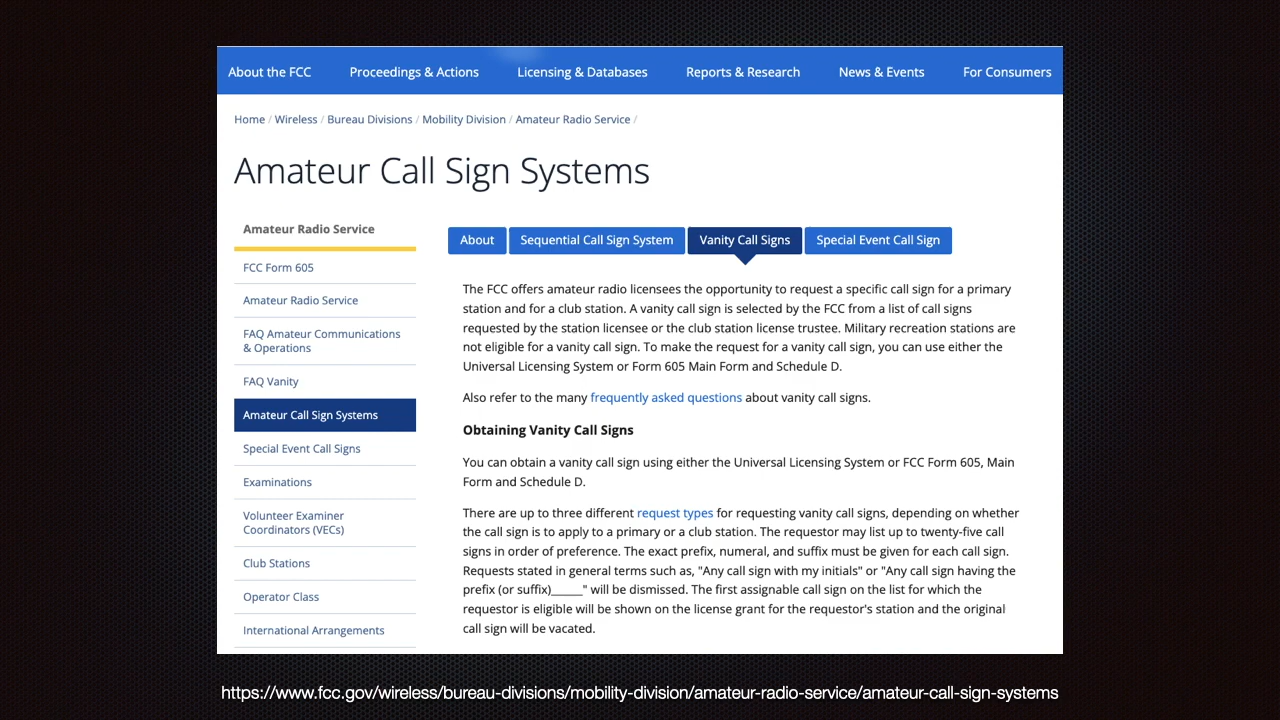 About the FCC Proceedings & Actions Licensing & Databases Reports & Research News & Events For Consumers
Home / Wireless / Bureau Divisions / Mobility Division / Amateur Radio Service /
Amateur Call Sign Systems
Amateur Radio Service
FCC Form 605
Amateur Radio Service
FAQ Amateur Communications
& Operations
FAQ Vanity
Amateur Call Sign Systems
Special Event Call Signs
Examinations
Volunteer Examiner
Coordinators (VECs)
Club Stations
Operator Class
International Arrangements
About Sequential Call Sign System Vanity Call Signs Special Event Call Sign
The FCC offers amateur radio licensees the opportunity to request a specific call sign for a primary
station and for a club station. A vanity call sign is selected by the FCC from a list of call signs
requested by the station licensee or the club station license trustee. Military recreation stations are
not eligible for a vanity call sign. To make the request for a vanity call sign, you can use either the
Universal Licensing System or Form 605 Main Form and Schedule D.
Also refer to the many frequently asked questions about vanity call signs.
Obtaining Vanity Call Signs
You can obtain a vanity call sign using either the Universal Licensing System or FCC Form 605, Main
Form and Schedule D.
There are up to three different request types for requesting vanity call signs, depending on whether
the call sign is to apply to a primary or a club station. The requestor may list up to twenty-five call
signs in order of preference. The exact prefix, numeral, and suffix must be given for each call sign.
Requests stated in general terms such as, "Any call sign with my initials" or "Any call sign having the
prefix (or suffix)______" will be dismissed. The first assignable call sign on the list for which the
requestor is eligible will be shown on the license grant for the requestor's station and the original
call sign will be vacated.
https://www.fcc.gov/wireless/bureau-divisions/mobility-division/amateur-radio-service/amateur-call-sign-systems